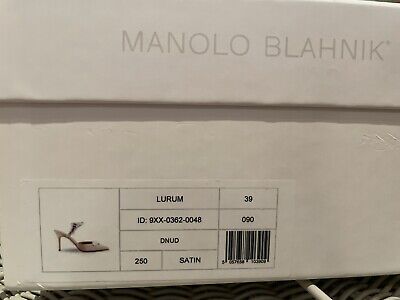 MANOLO BLAHNIK®
LURUM
39
ID: 9XX-0362-0048
090
DNUD
250
SATIN